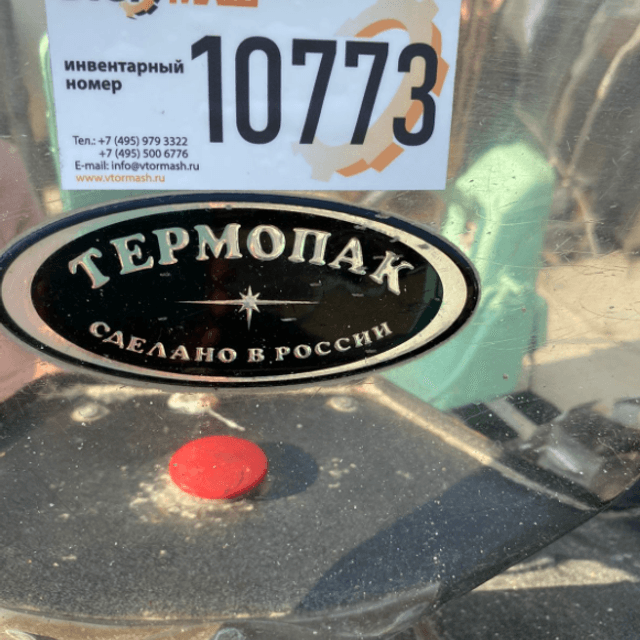 инвентарный
номер
10773
Тел.: +7 (495) 979 3322
+7 (495) 500 6776
E-mail: info@vtormash.ru
www.vtormash.ru
ТЕРМОПАК
СДЕЛАНО В РОССИИ